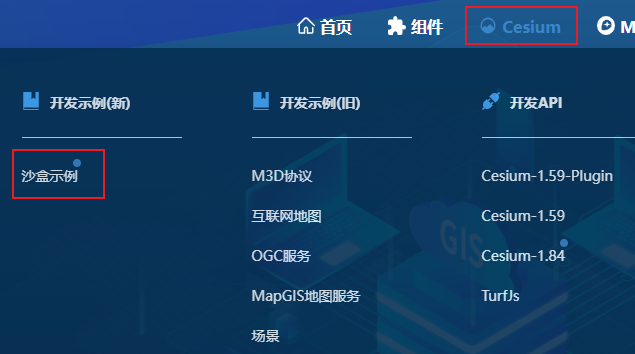 首页 组件 Cesium M
开发示例(新) 开发示例(旧) 开发API
沙盒示例 M3D协议 Cesium-1.59-Plugin
互联网地图 Cesium-1.59
OGC服务 Cesium-1.84
MapGIS地图服务 TurfJs
场景
GIS